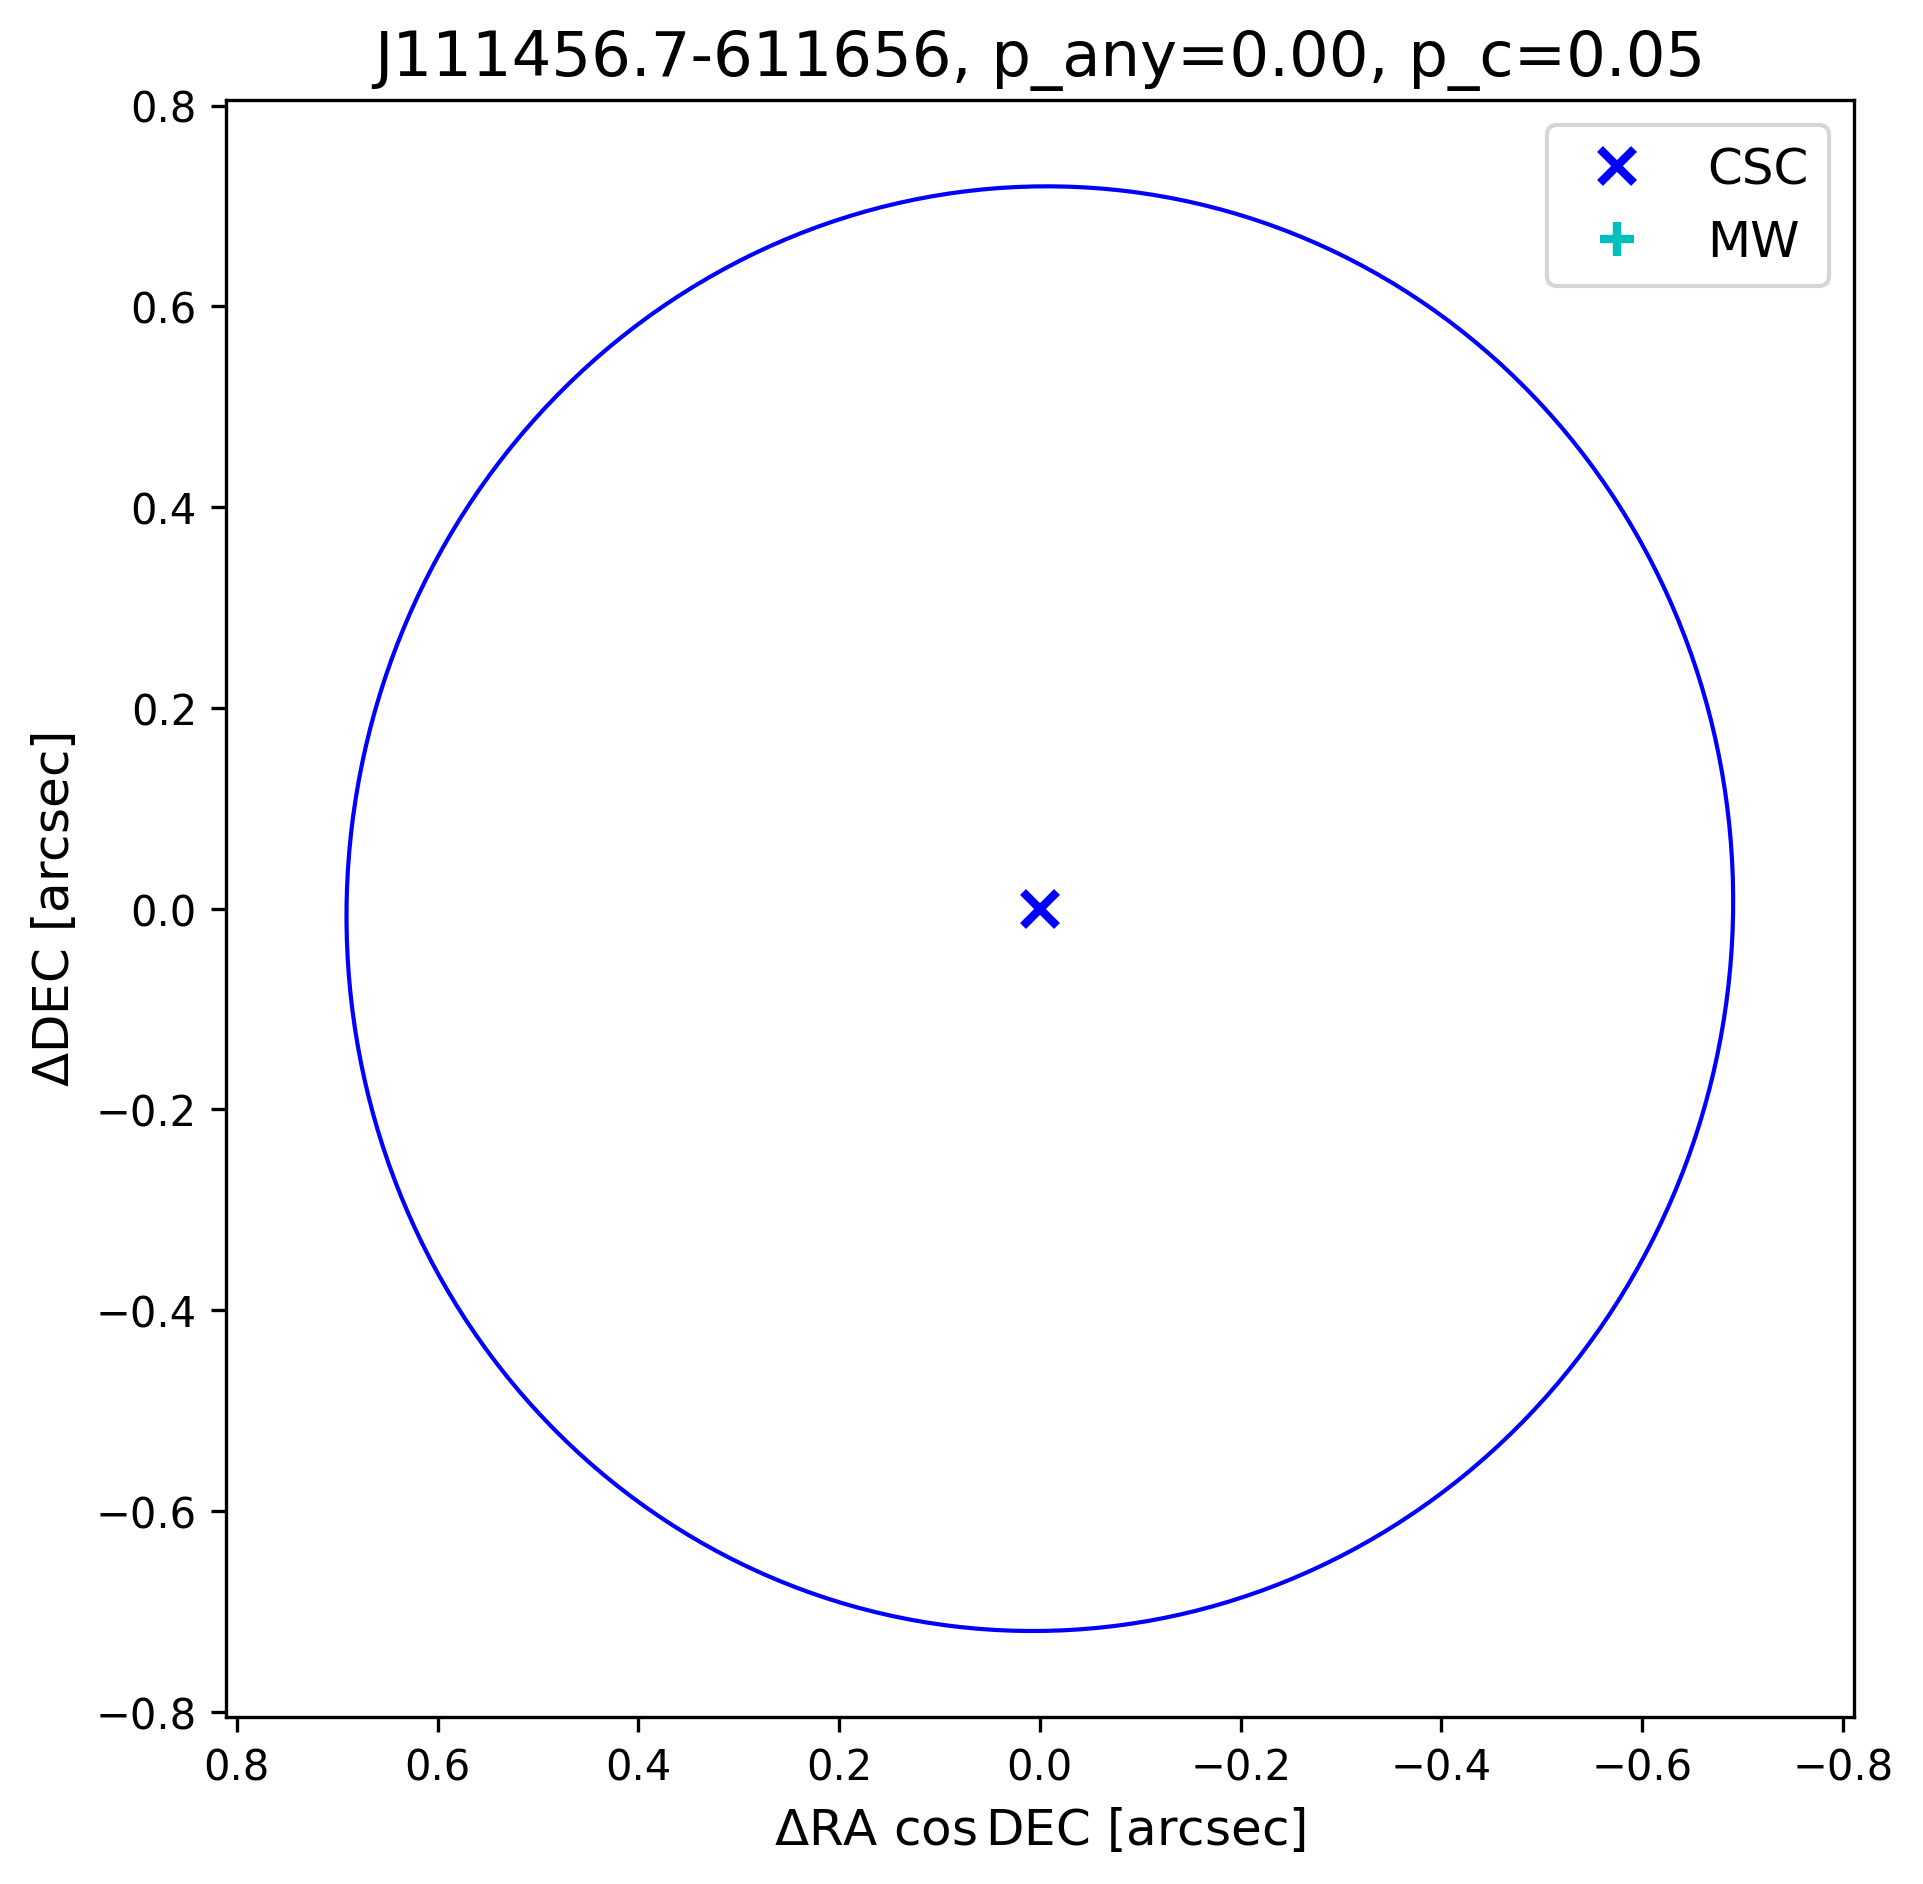 J111456.7-611656, p_any=0.00, p_c=0.05
CSC
MW
0.8
0.6
0.4
0.2
0.0
−0.2
−0.4
−0.6
−0.8
ΔDEC [arcsec]
0.8 0.6 0.4 0.2 0.0 −0.2 −0.4 −0.6 −0.8
ΔRA cos DEC [arcsec]